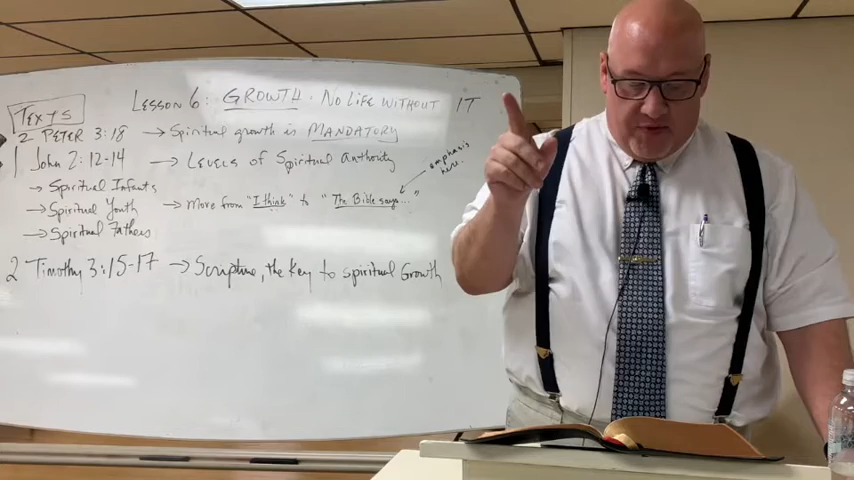 LESSON 6: GROWTH. NO LIFE WITHOUT IT
TEXTS
2 PETER 3:18 → Spiritual growth is MANDATORY
1 John 2:12-14 → LEVELS of Spiritual Authority
emphasis here.
→ Spiritual Infants
→ Spiritual Youth → Move from "I think" to "The Bible says..."
→ Spiritual Fathers
2 Timothy 3:15-17 → Scripture, the Key to spiritual Growth